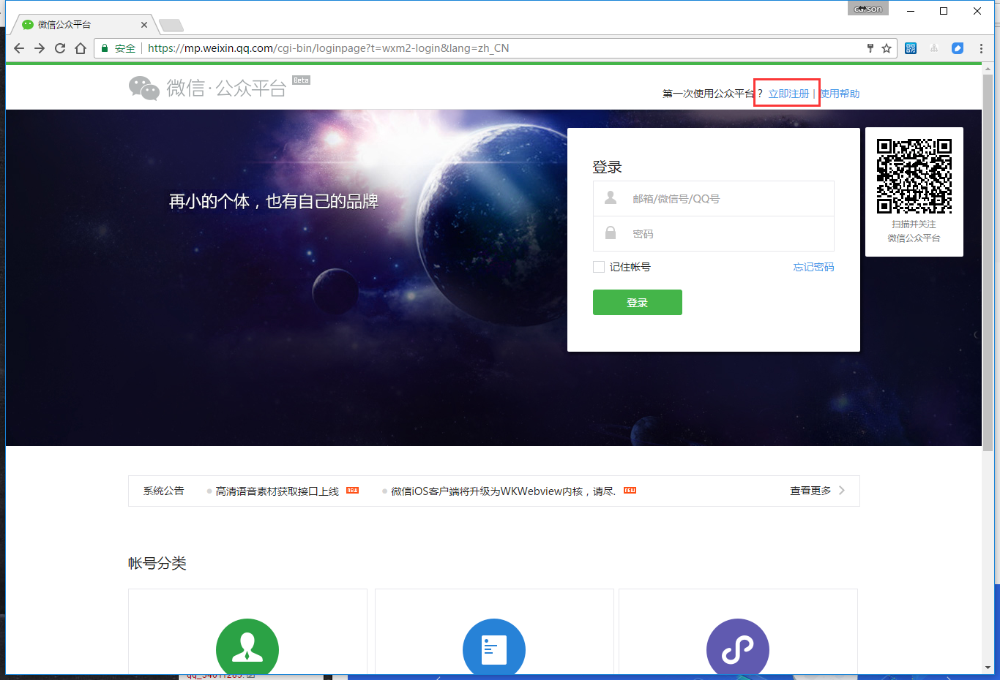 carson
微信公众平台
安全 https://mp.weixin.qq.com/cgi-bin/loginpage?t=wxm2-login&lang=zh_CN
微信·公众平台 Beta
第一次使用公众平台？立即注册 | 使用帮助
登录
再小的个体，也有自己的品牌
邮箱/微信号/QQ号
密码
记住帐号 忘记密码
登录
扫描并关注
微信公众平台
系统公告 高清语音素材获取接口上线 NEW 微信iOS客户端将升级为WKWebview内核，请尽. NEW 查看更多
帐号分类